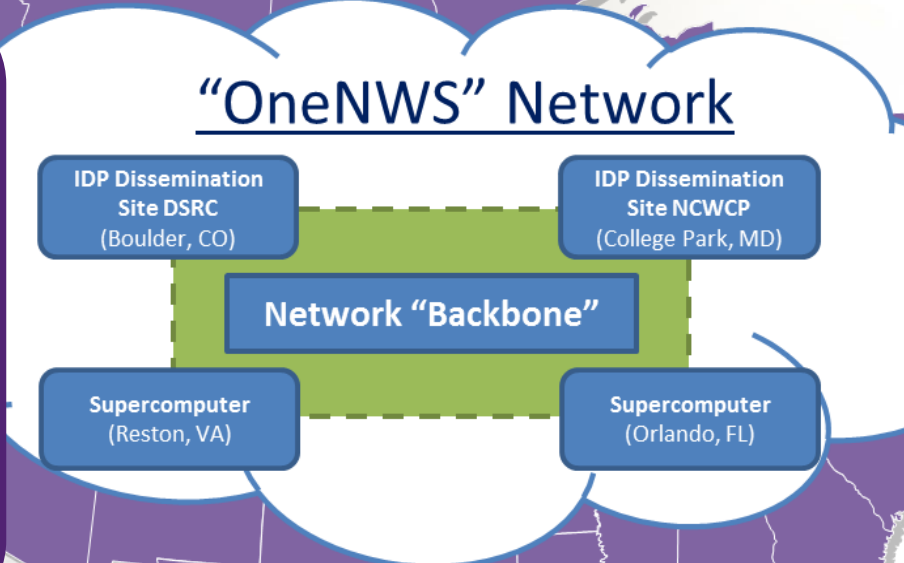 “OneNWS” Network
IDP Dissemination
Site DSRC
(Boulder, CO)
IDP Dissemination
Site NCWCP
(College Park, MD)
Network “Backbone”
Supercomputer
(Reston, VA)
Supercomputer
(Orlando, FL)